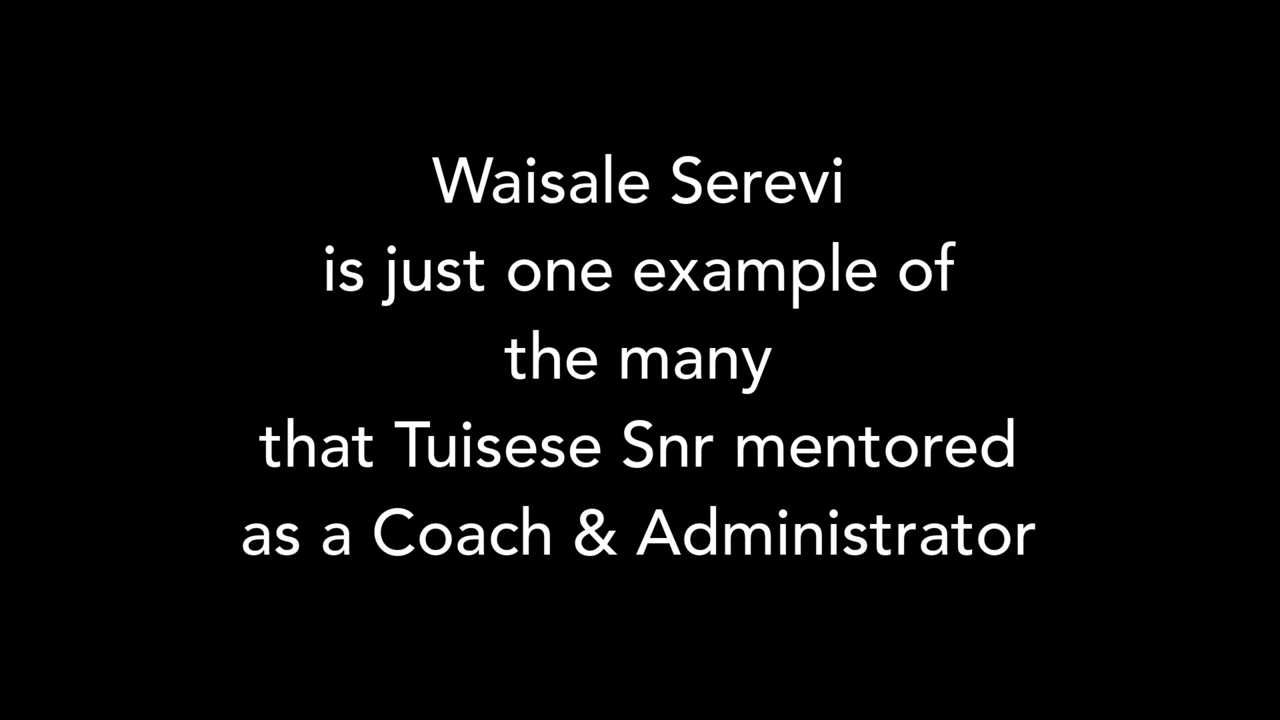 Waisale Serevi
is just one example of
the many
that Tuisese Snr mentored
as a Coach & Administrator